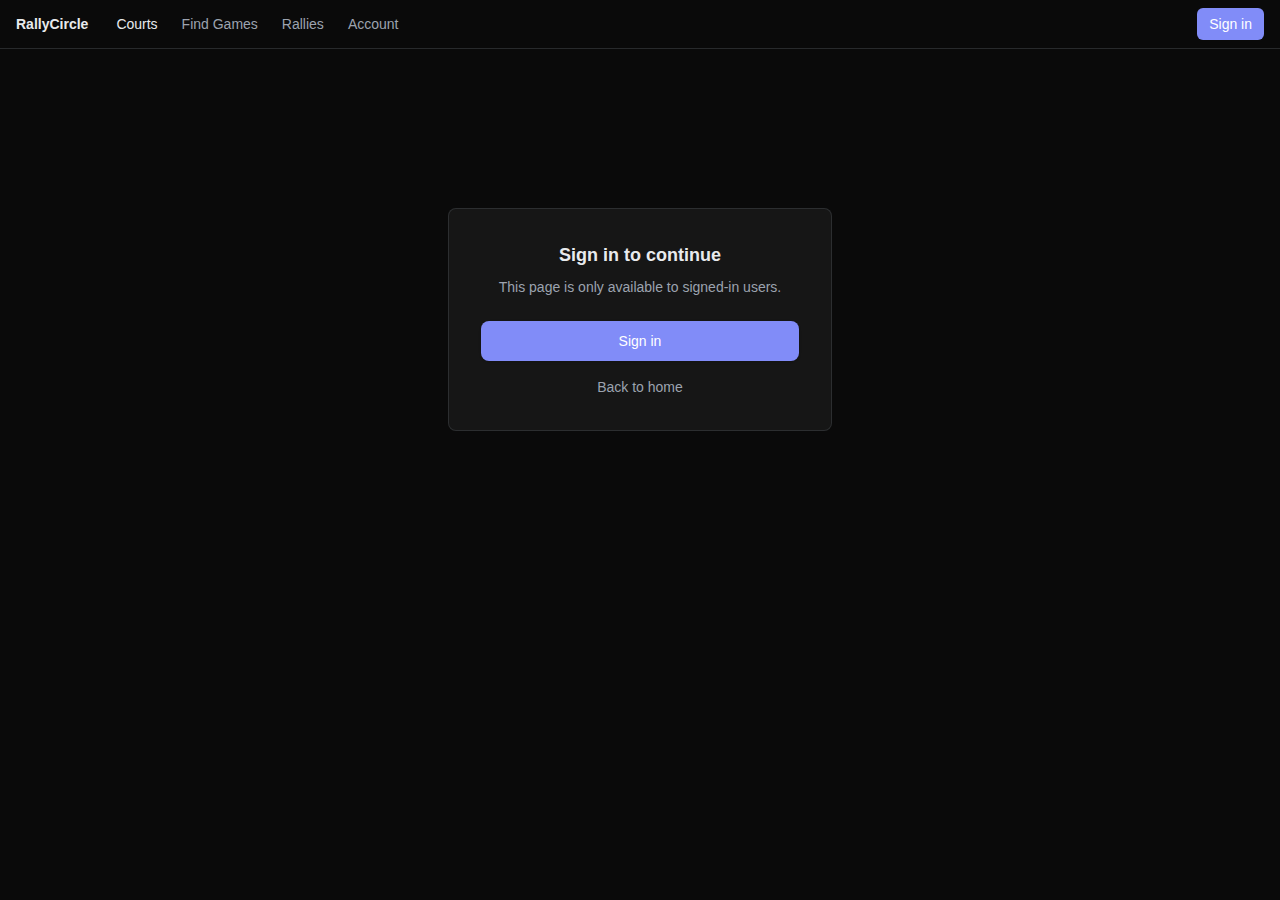 RallyCircle Courts Find Games Rallies Account Sign in
Sign in to continue
This page is only available to signed-in users.
Sign in
Back to home